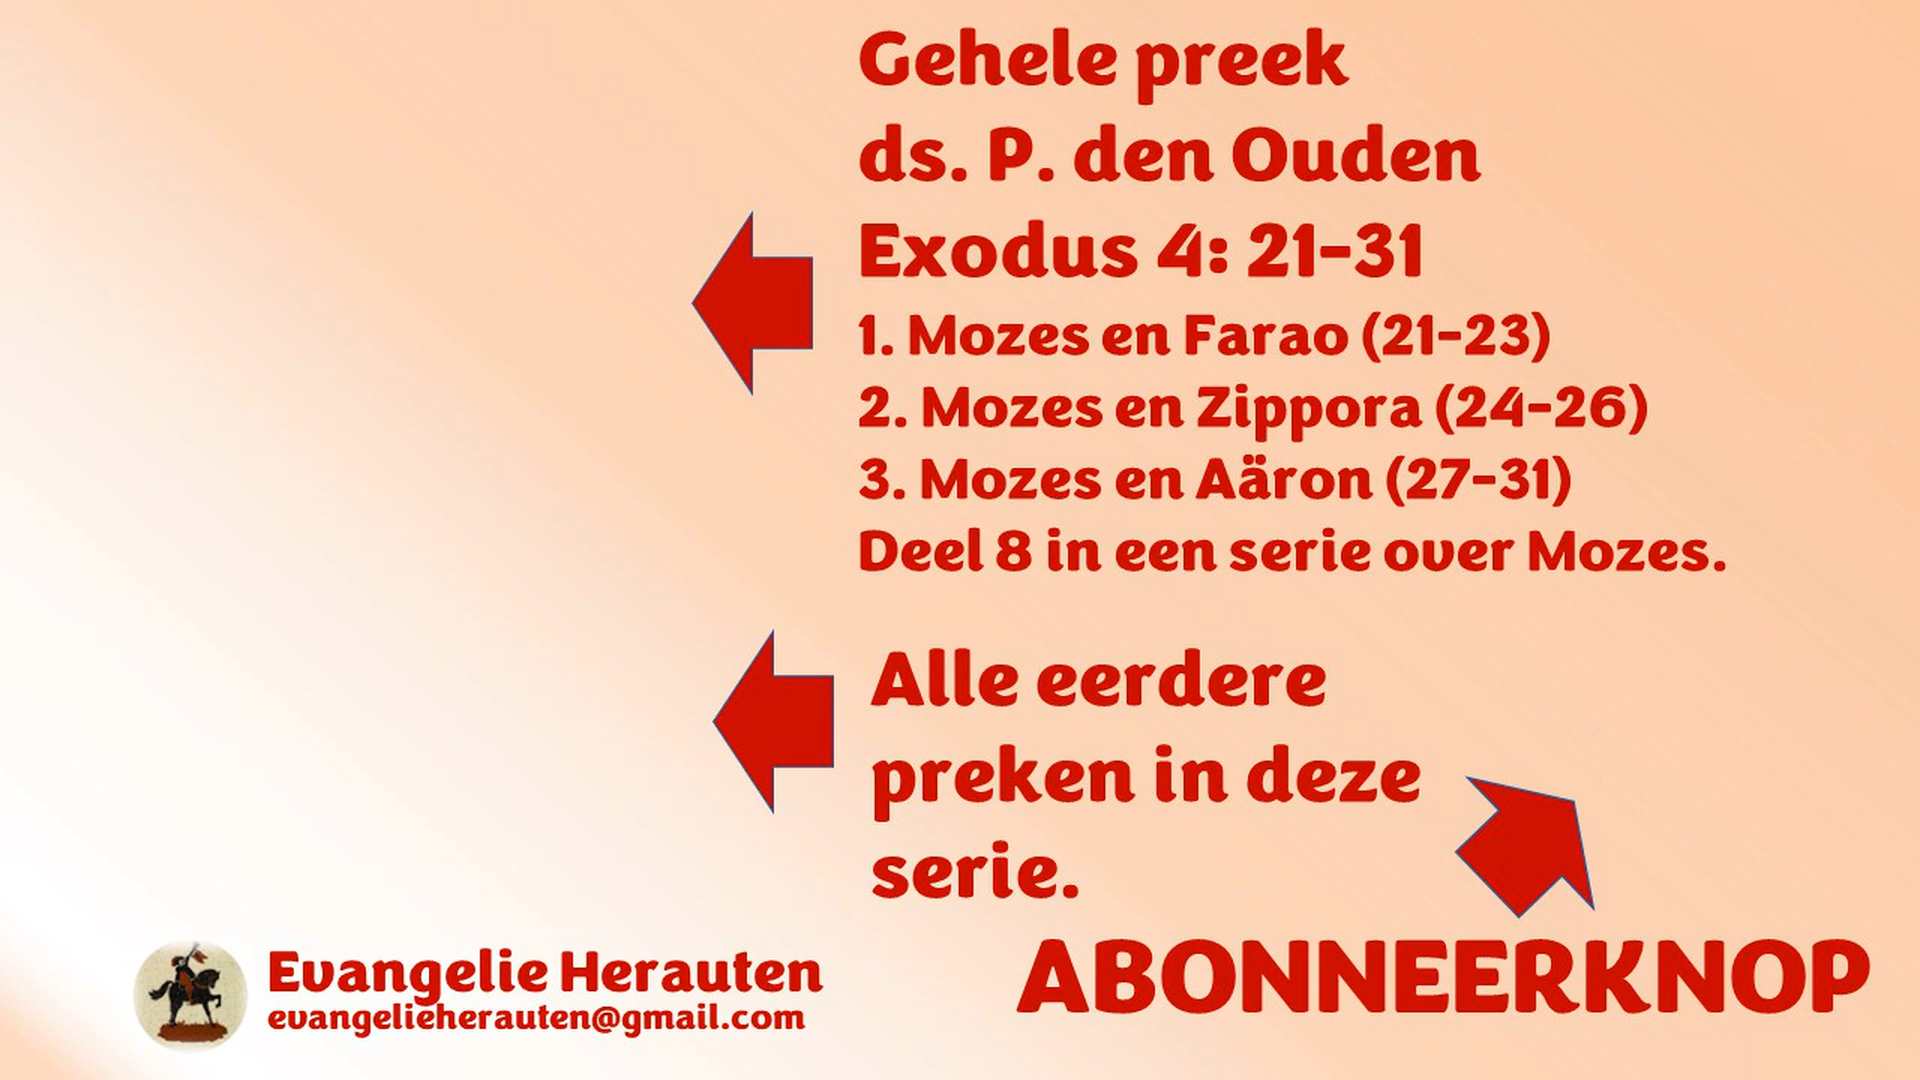 Gehele preek
ds. P. den Ouden
Exodus 4: 21-31
1. Mozes en Farao (21-23)
2. Mozes en Zippora (24-26)
3. Mozes en Aäron (27-31)
Deel 8 in een serie over Mozes.
Alle eerdere
preken in deze
serie.
ABONNEERKNOP
Evangelie Herauten
evangelieherauten@gmail.com